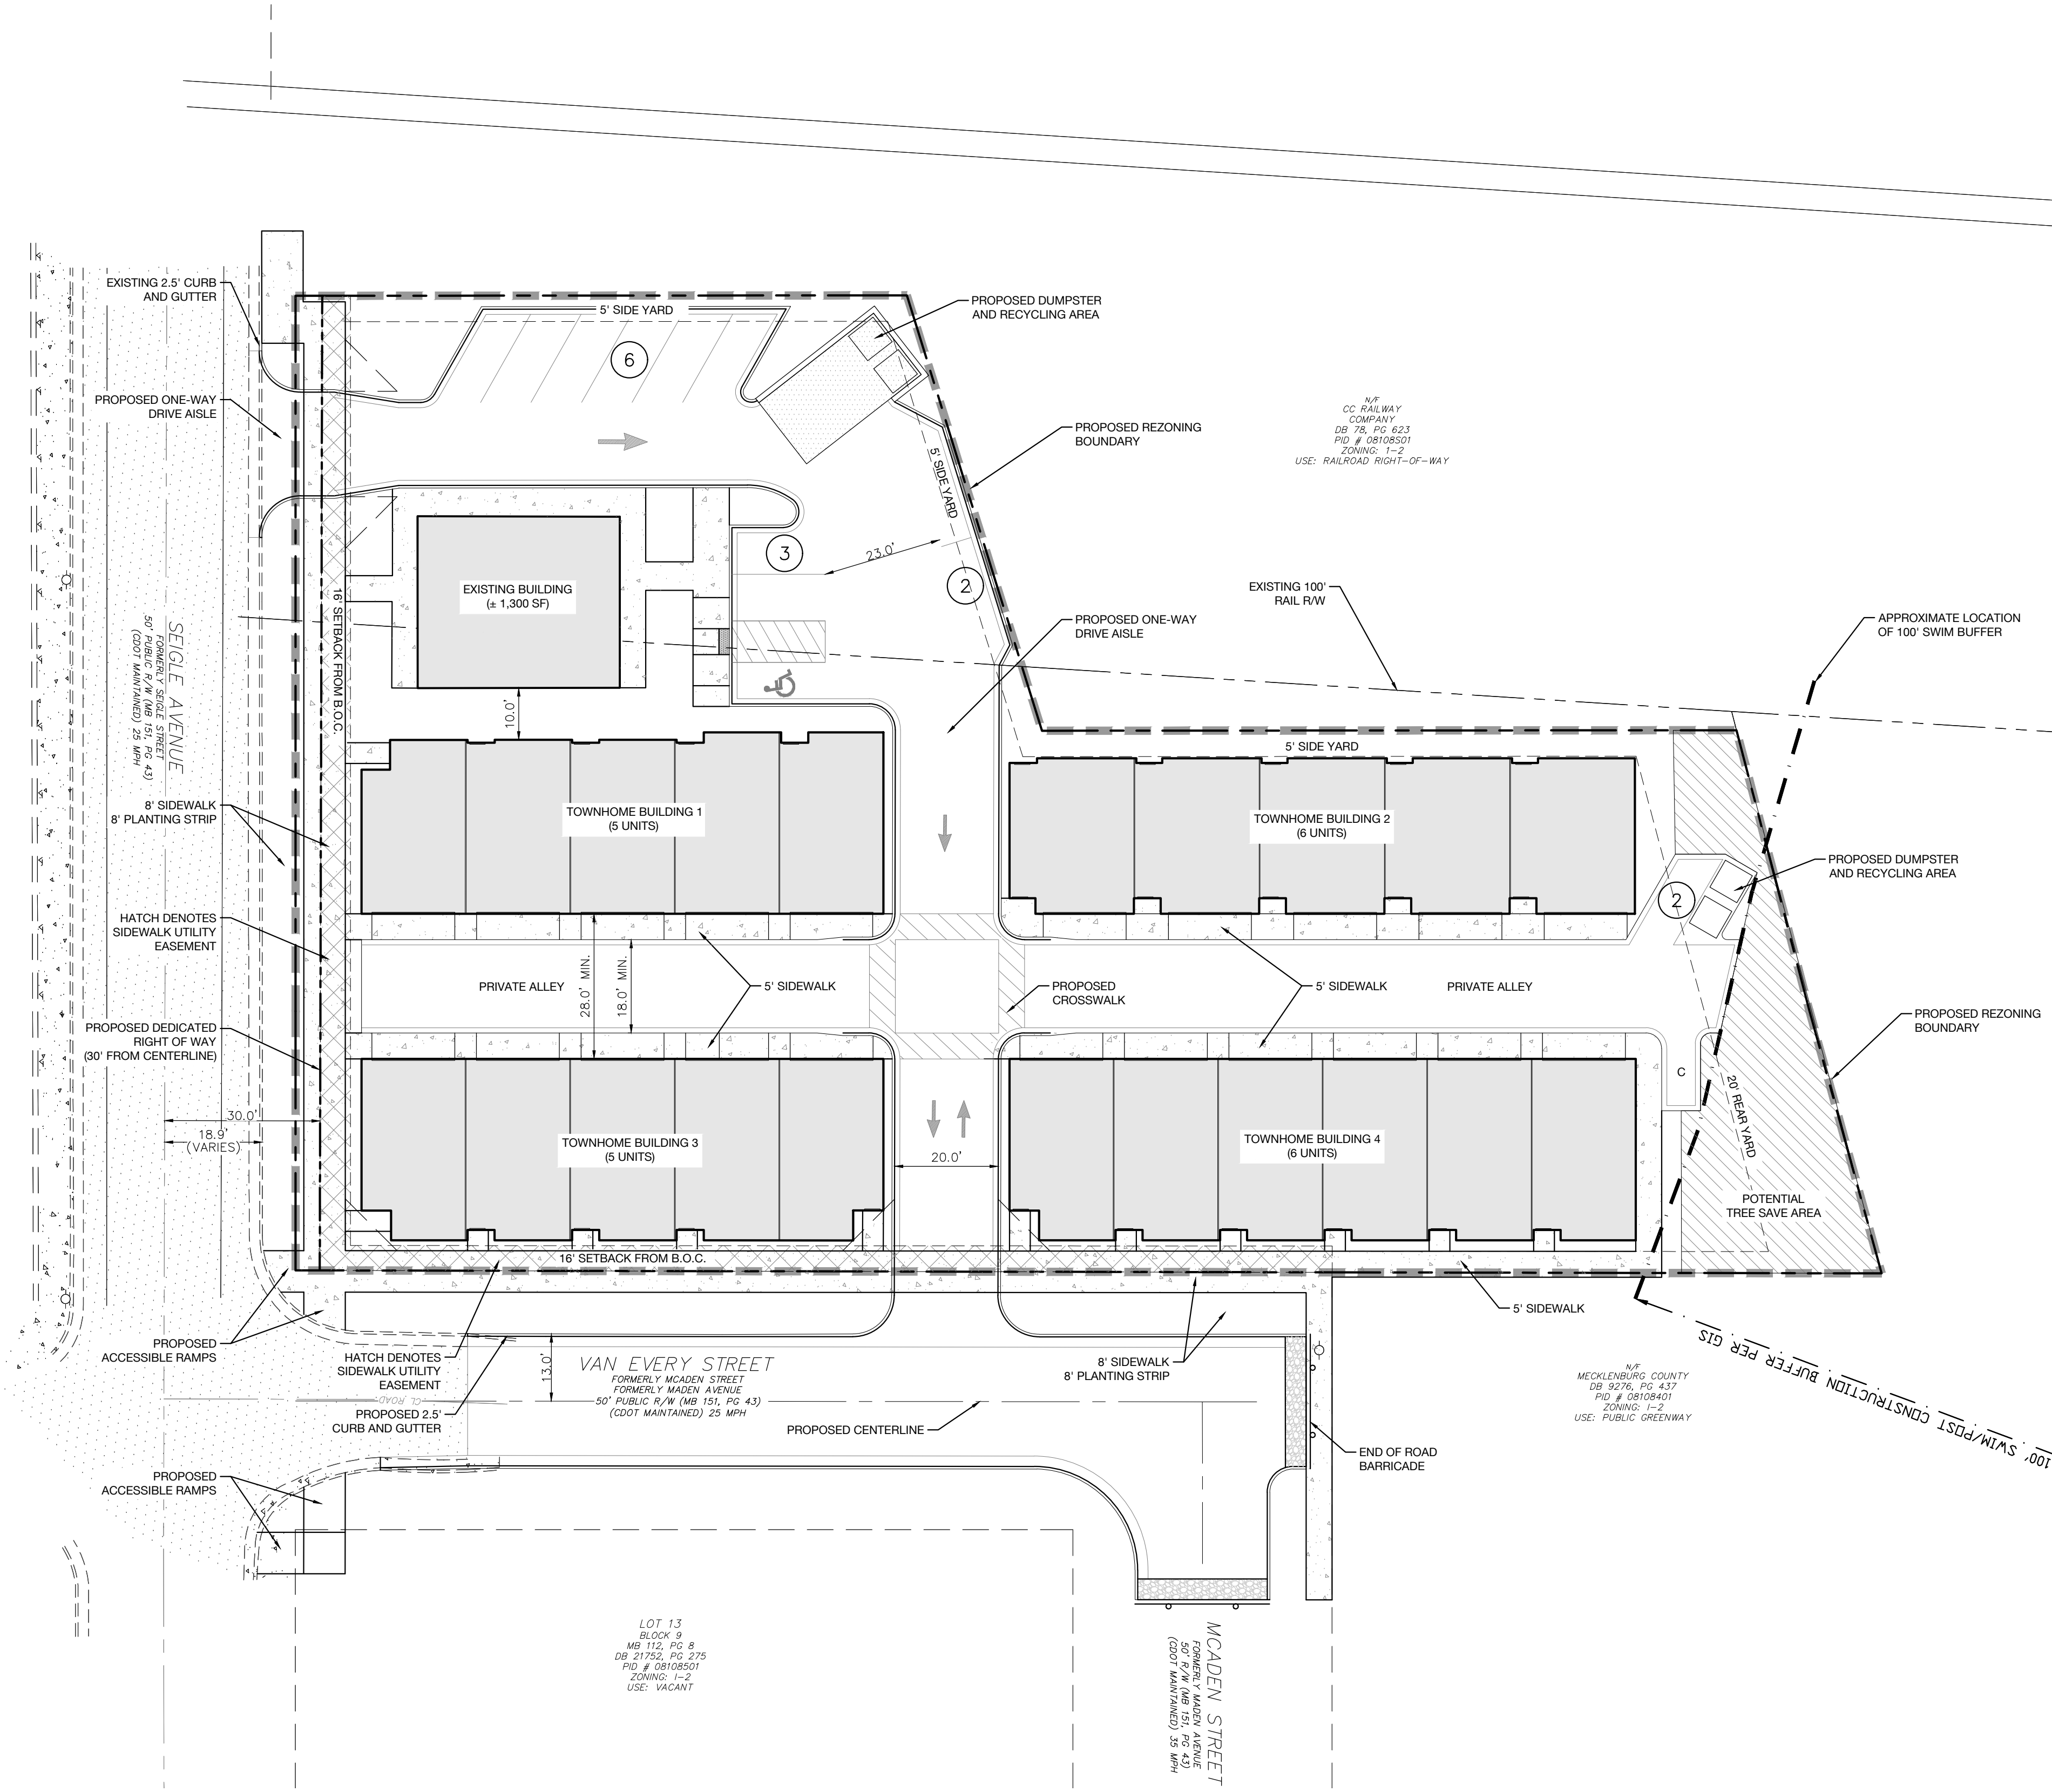 EXISTING 2.5' CURB
AND GUTTER
5' SIDE YARD
PROPOSED DUMPSTER
AND RECYCLING AREA
6
PROPOSED ONE-WAY
DRIVE AISLE
PROPOSED REZONING
BOUNDARY
N/F
CC RAILWAY
COMPANY
DB 78, PG 623
PID # 08108S01
ZONING: 1-2
USE: RAILROAD RIGHT-OF-WAY
5' SIDE YARD
3
23.0'
2
EXISTING BUILDING
(± 1,300 SF)
EXISTING 100'
RAIL R/W
PROPOSED ONE-WAY
DRIVE AISLE
APPROXIMATE LOCATION
OF 100' SWIM BUFFER
SEIGLE AVENUE
FORMERLY SEIGLE STREET
50' PUBLIC R/W (MB 151, PG 43)
(CDOT MAINTAINED) 25 MPH
16' SETBACK FROM B.O.C.
10.0'
5' SIDE YARD
8' SIDEWALK
8' PLANTING STRIP
TOWNHOME BUILDING 1
(5 UNITS)
TOWNHOME BUILDING 2
(6 UNITS)
PROPOSED DUMPSTER
AND RECYCLING AREA
2
HATCH DENOTES
SIDEWALK UTILITY
EASEMENT
PRIVATE ALLEY
28.0' MIN.
18.0' MIN.
5' SIDEWALK
PROPOSED
CROSSWALK
5' SIDEWALK
PRIVATE ALLEY
PROPOSED REZONING
BOUNDARY
PROPOSED DEDICATED
RIGHT OF WAY
(30' FROM CENTERLINE)
C
20' REAR YARD
30.0'
18.9'
(VARIES)
TOWNHOME BUILDING 3
(5 UNITS)
20.0'
TOWNHOME BUILDING 4
(6 UNITS)
POTENTIAL
TREE SAVE AREA
16' SETBACK FROM B.O.C.
5' SIDEWALK
PROPOSED
ACCESSIBLE RAMPS
HATCH DENOTES
SIDEWALK UTILITY
EASEMENT
13.0'
VAN EVERY STREET
FORMERLY MCADEN STREET
FORMERLY MADEN AVENUE
50' PUBLIC R/W (MB 151, PG 43)
(CDOT MAINTAINED) 25 MPH
8' SIDEWALK
8' PLANTING STRIP
CL ROAD
PROPOSED 2.5'
CURB AND GUTTER
PROPOSED CENTERLINE
END OF ROAD
BARRICADE
N/F
MECKLENBURG COUNTY
DB 9276, PG 437
PID # 08108401
ZONING: I-2
USE: PUBLIC GREENWAY
100' SWIM/POST CONSTRUCTION BUFFER PER GIS
PROPOSED
ACCESSIBLE RAMPS
LOT 13
BLOCK 9
MB 112, PG 8
DB 21752, PG 275
PID # 08108501
ZONING: I-2
USE: VACANT
MCADEN STREET
FORMERLY MADEN AVENUE
50' R/W (MB 151, PG 43)
(CDOT MAINTAINED) 35 MPH